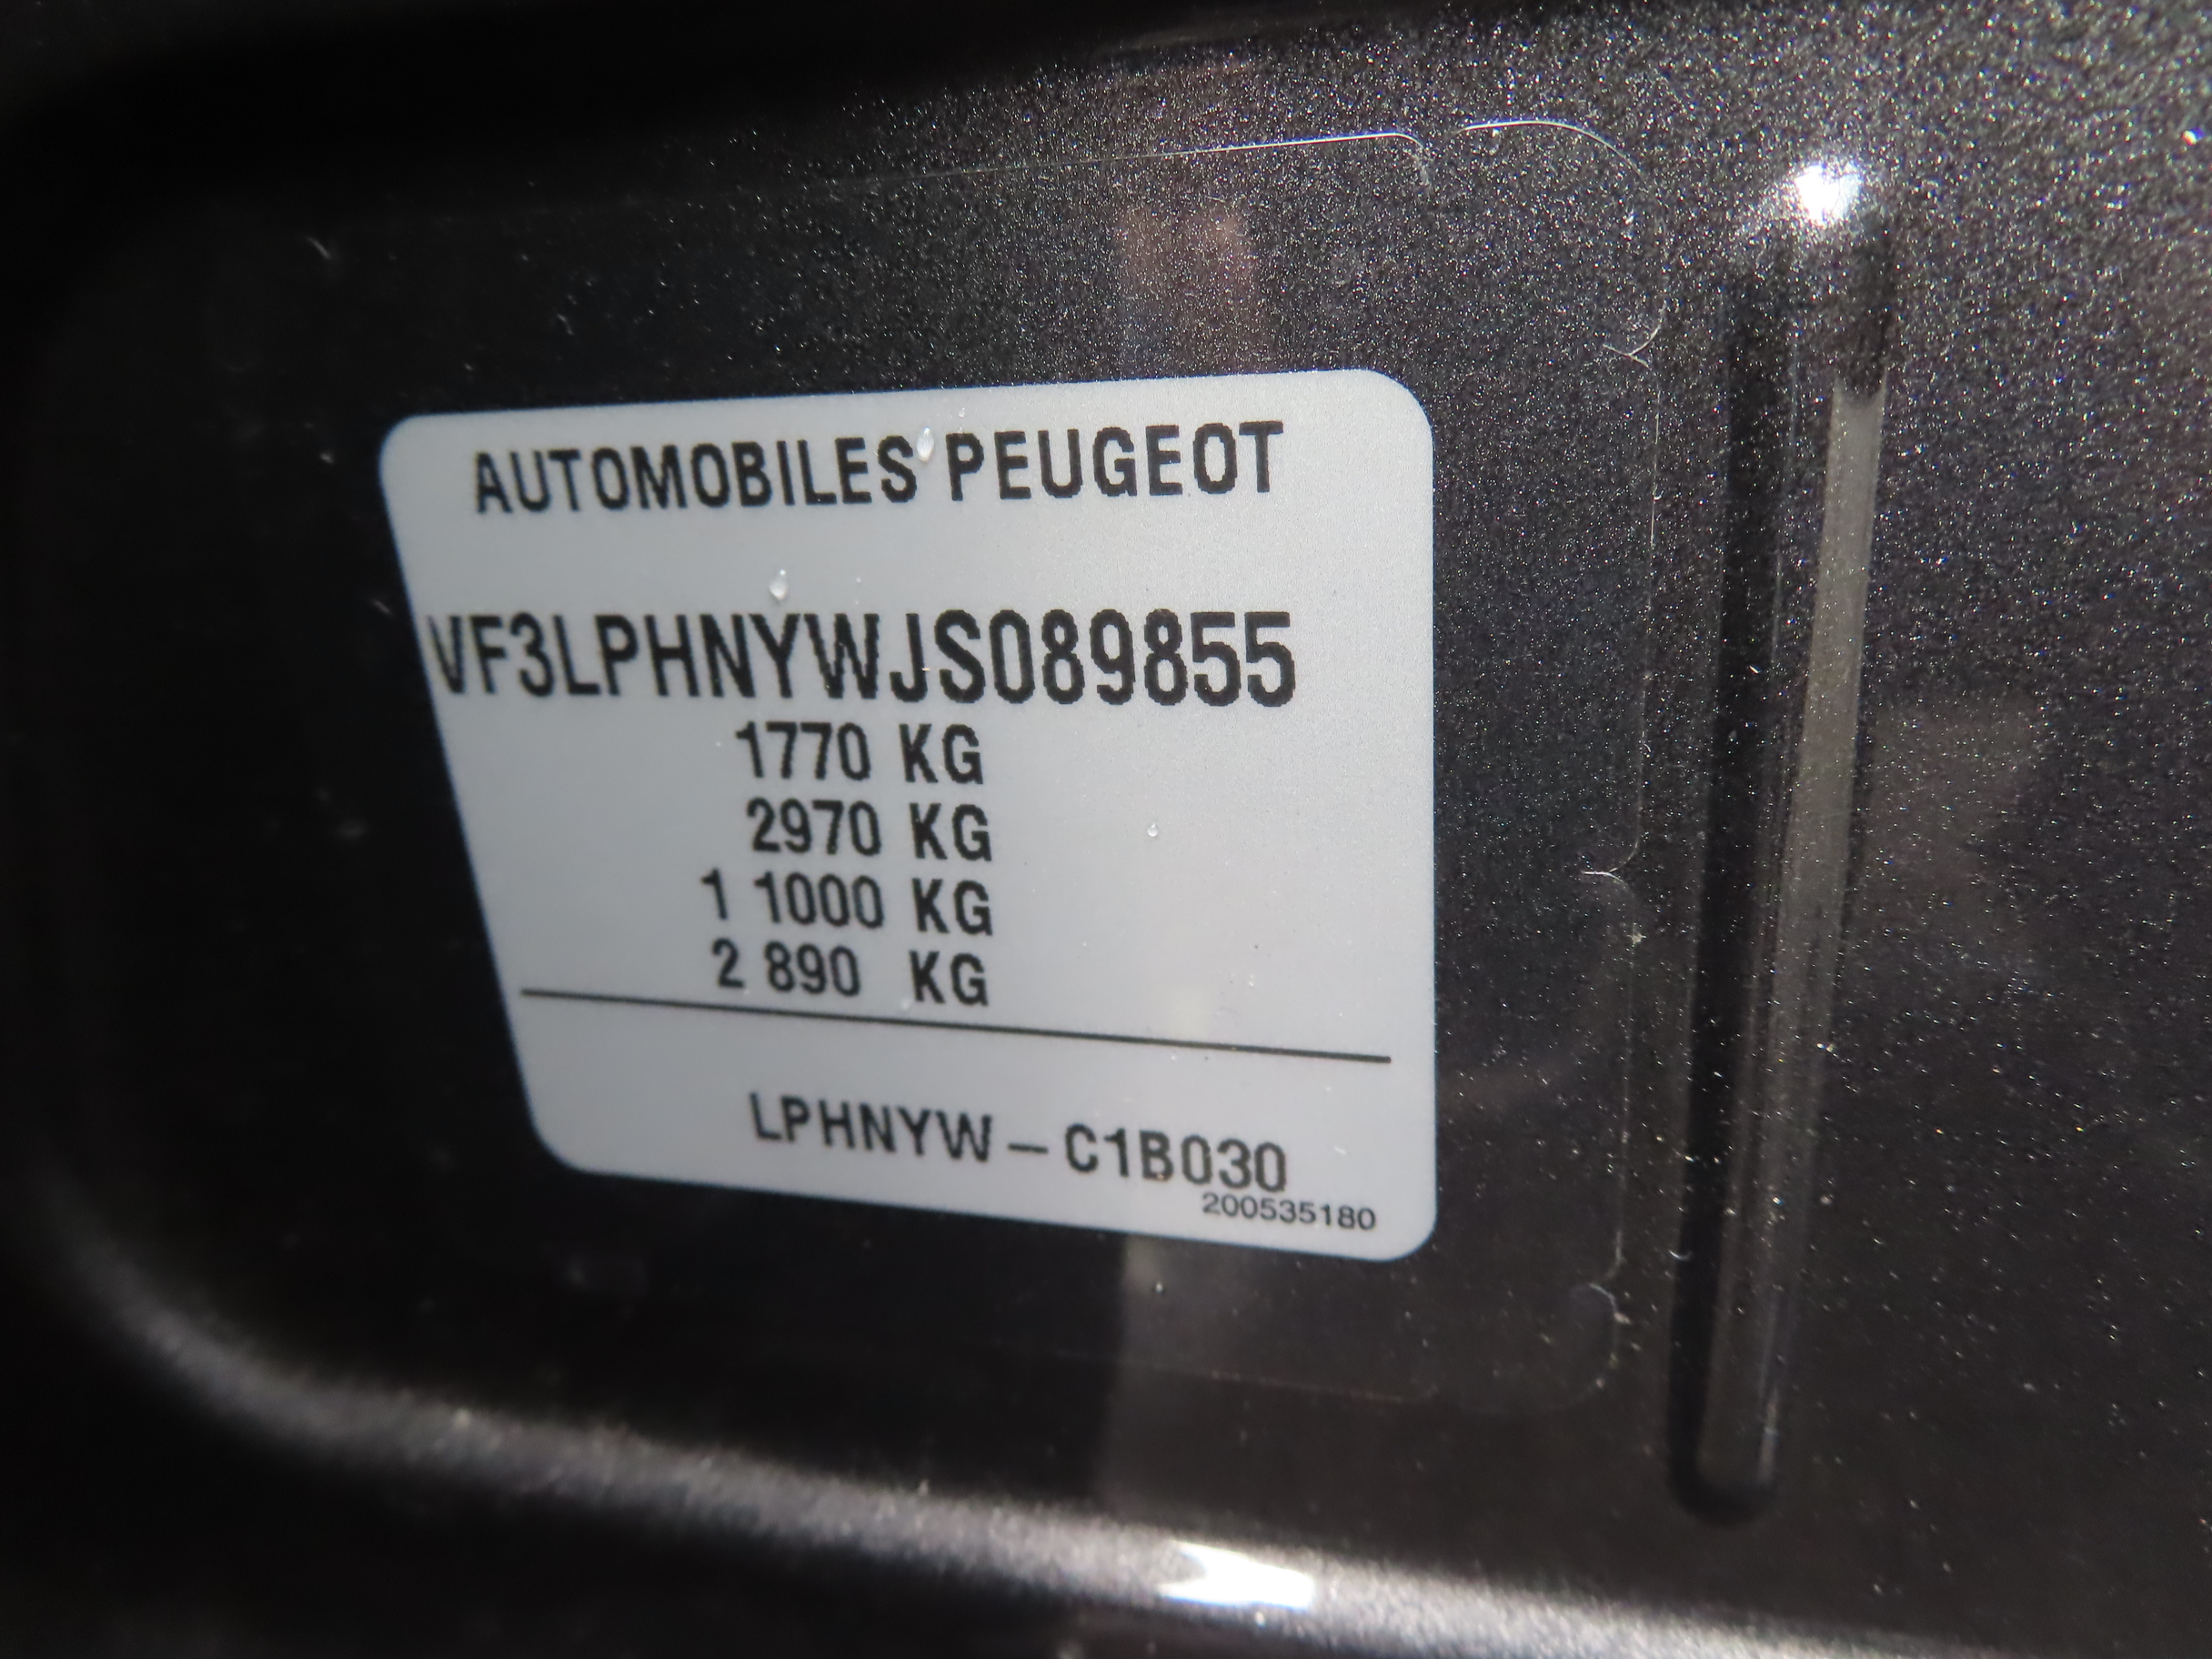 AUTOMOBILES PEUGEOT
VF3LPHNYWJS089855
1770 KG
2970 KG
1 1000 KG
2 890 KG
LPHNYW – C1B030
200535180